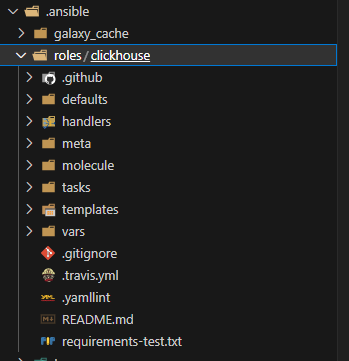 .ansible
galaxy_cache
roles / clickhouse
.github
defaults
handlers
meta
molecule
tasks
templates
vars
.gitignore
.travis.yml
.yamllint
README.md
requirements-test.txt